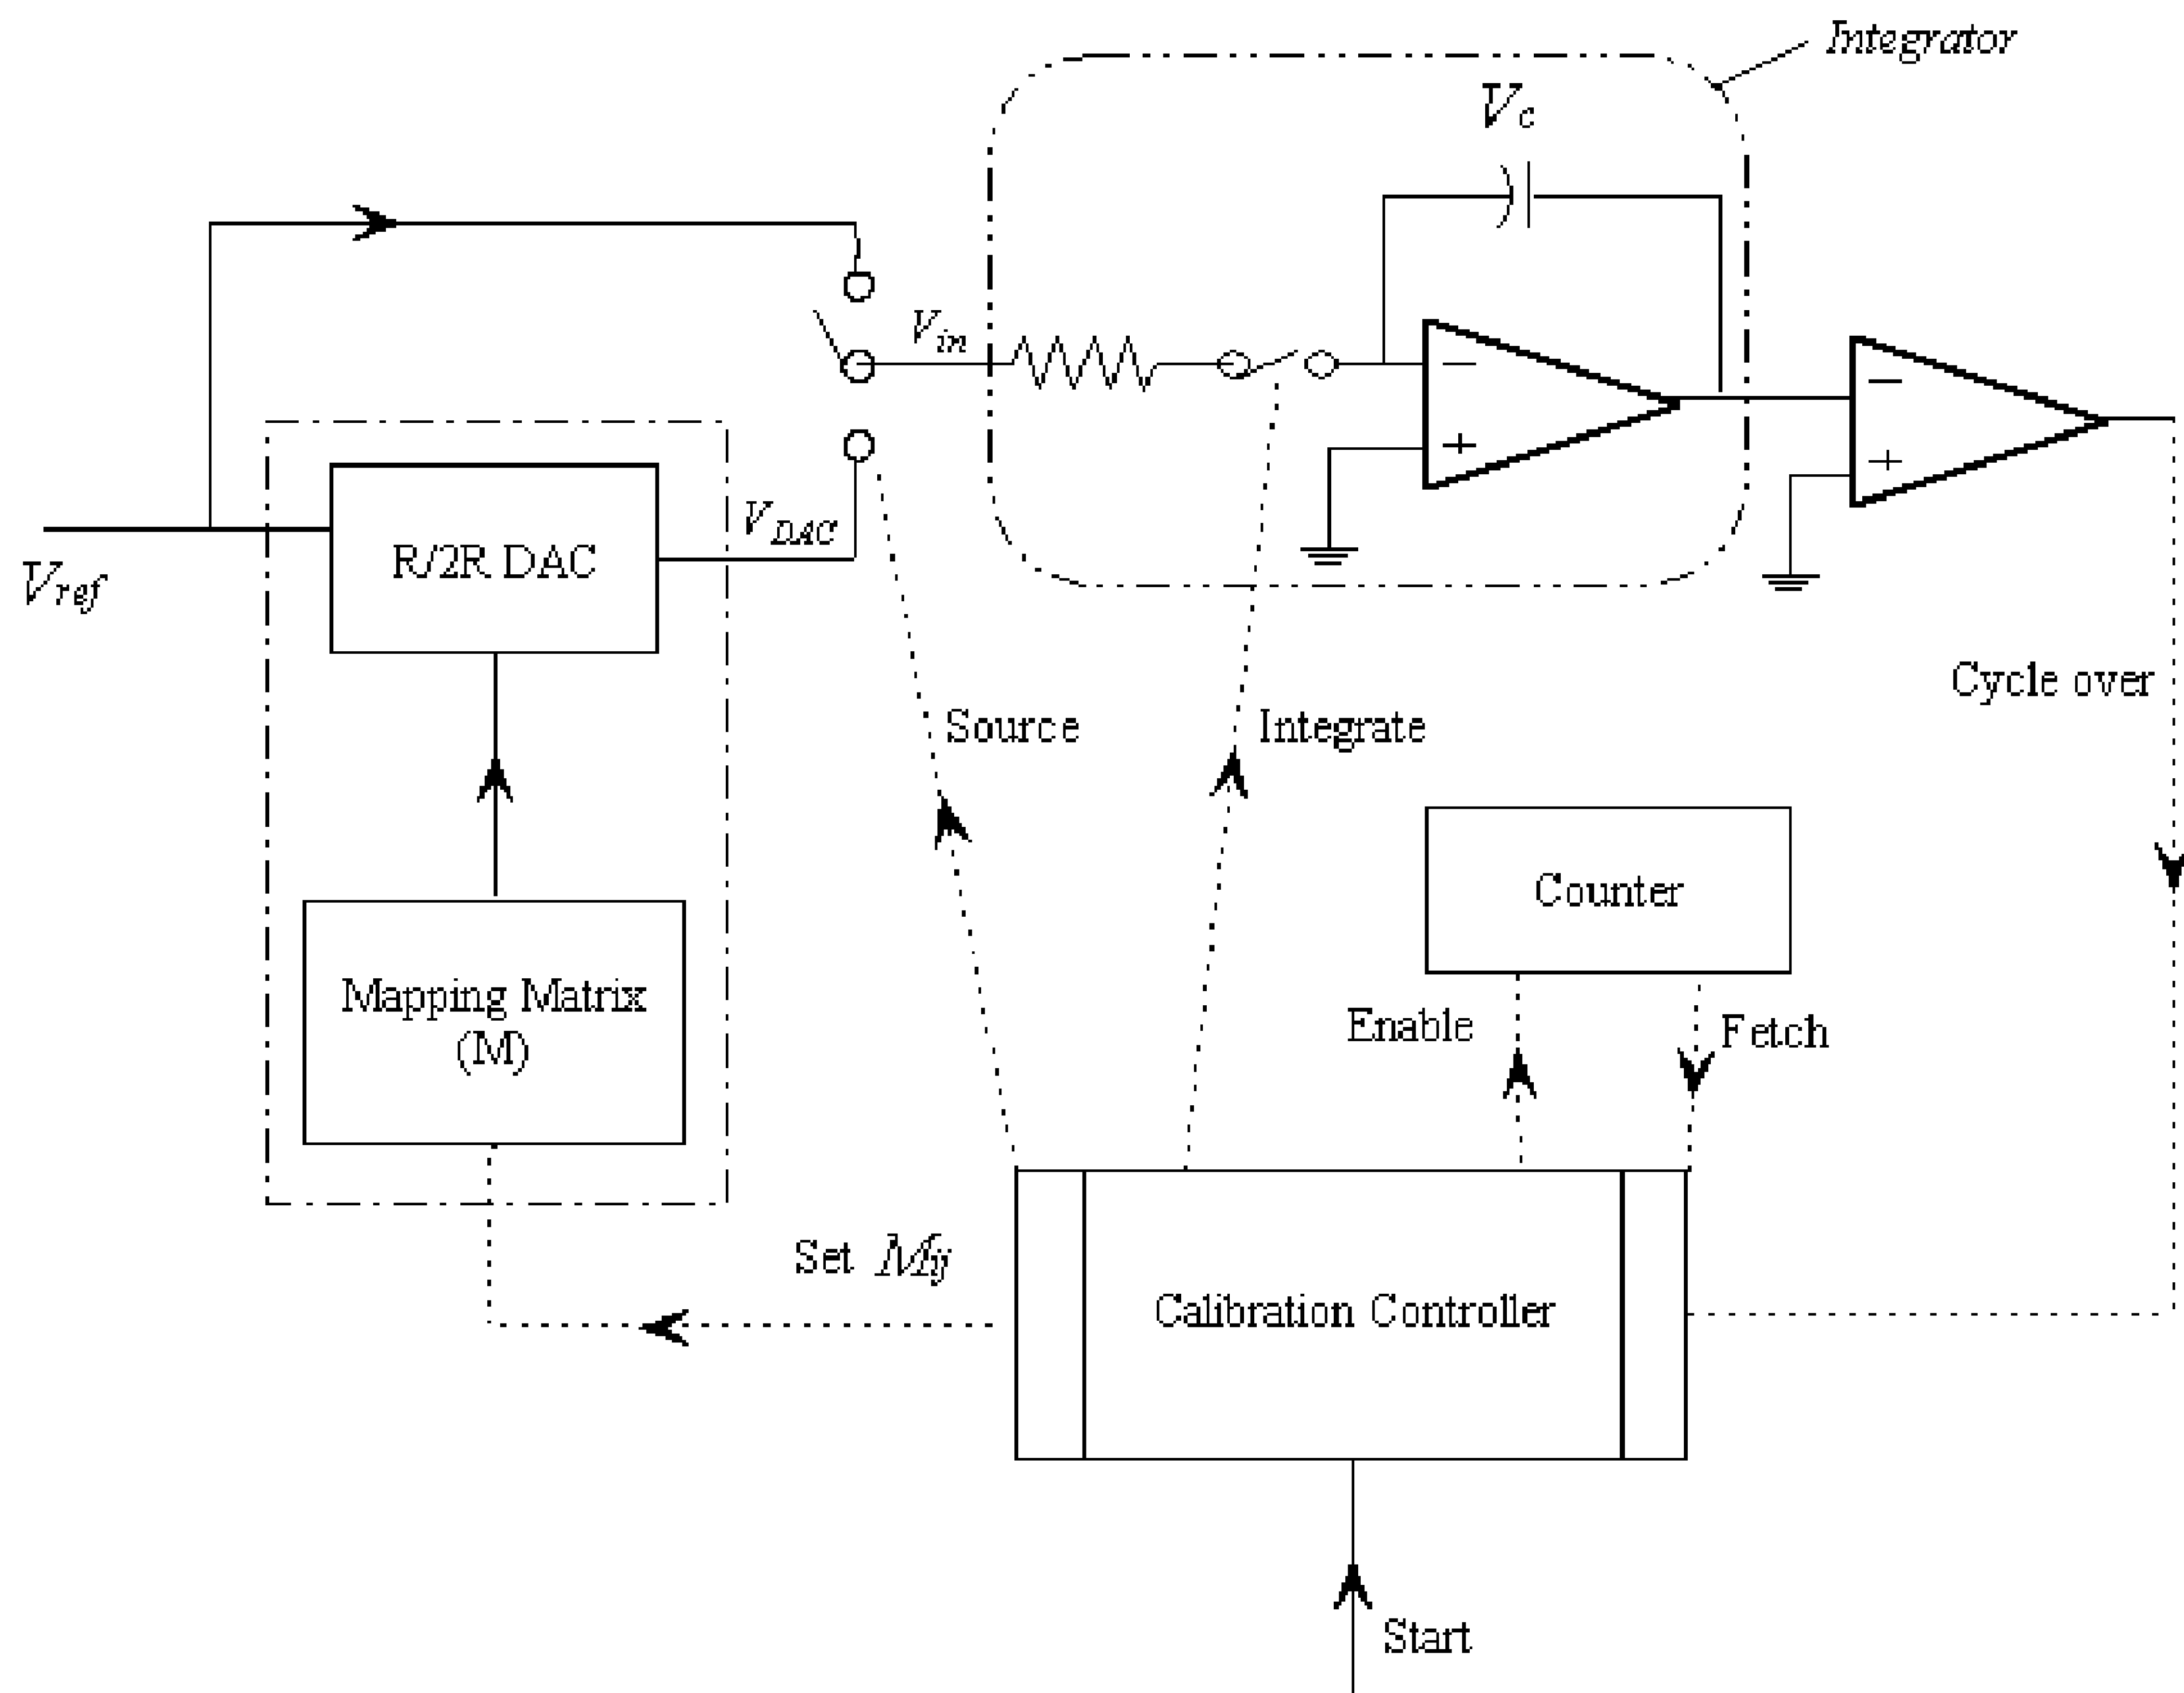 Integrator
Vc
Vin
R/2R DAC
VDAC
Vref
−
+
−
+
Cycle over
Source
Integrate
Counter
Mapping Matrix
(M)
Enable
Fetch
Set Mij
Calibration Controller
Start